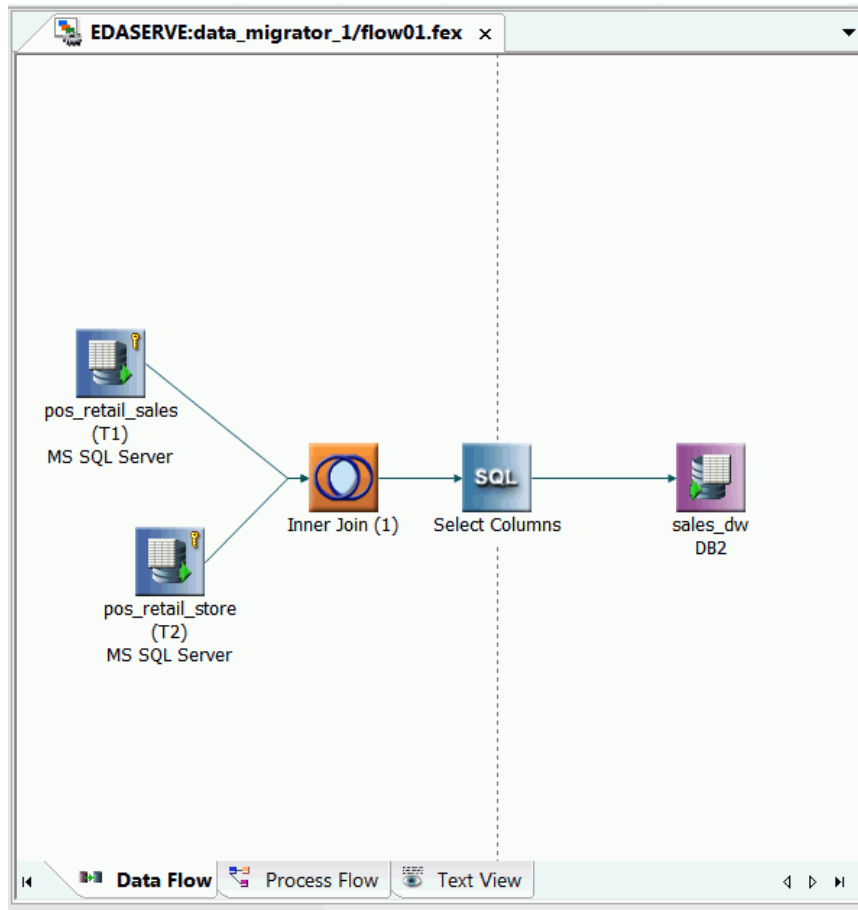 EDASERVE:data_migrator_1/flow01.fex
pos_retail_sales
(T1)
MS SQL Server
Inner Join (1)
SQL
Select Columns
sales_dw
DB2
pos_retail_store
(T2)
MS SQL Server
Data Flow
Process Flow
Text View